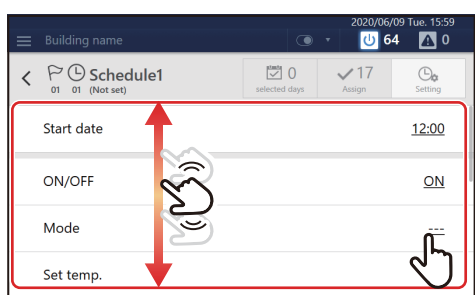 2020/06/09 Tue. 15:59
Building name
64
0
Schedule1
01 01 (Not set)
0
selected days
17
Assign
Setting
Start date
12:00
ON/OFF
ON
Mode
---
Set temp.